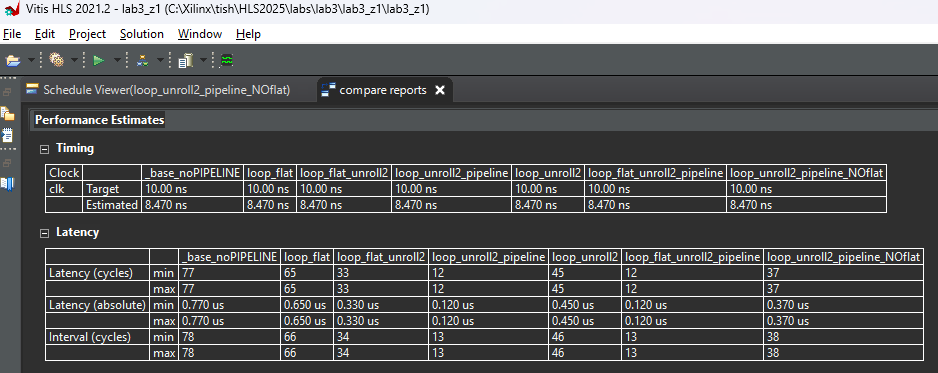 Vitis HLS 2021.2 - lab3_z1 (C:\Xilinx\tish\HLS2025\labs\lab3\lab3_z1\lab3_z1)
File Edit Project Solution Window Help
Schedule Viewer(loop_unroll2_pipeline_NOflat) compare reports
Performance Estimates
Timing
Clock _base_noPIPELINE loop_flat loop_flat_unroll2 loop_unroll2_pipeline loop_unroll2 loop_flat_unroll2_pipeline loop_unroll2_pipeline_NOflat
clk Target 10.00 ns 10.00 ns 10.00 ns 10.00 ns 10.00 ns 10.00 ns 10.00 ns
Estimated 8.470 ns 8.470 ns 8.470 ns 8.470 ns 8.470 ns 8.470 ns 8.470 ns
Latency
_base_noPIPELINE loop_flat loop_flat_unroll2 loop_unroll2_pipeline loop_unroll2 loop_flat_unroll2_pipeline loop_unroll2_pipeline_NOflat
Latency (cycles) min 77 65 33 12 45 12 37
max 77 65 33 12 45 12 37
Latency (absolute) min 0.770 us 0.650 us 0.330 us 0.120 us 0.450 us 0.120 us 0.370 us
max 0.770 us 0.650 us 0.330 us 0.120 us 0.450 us 0.120 us 0.370 us
Interval (cycles) min 78 66 34 13 46 13 38
max 78 66 34 13 46 13 38